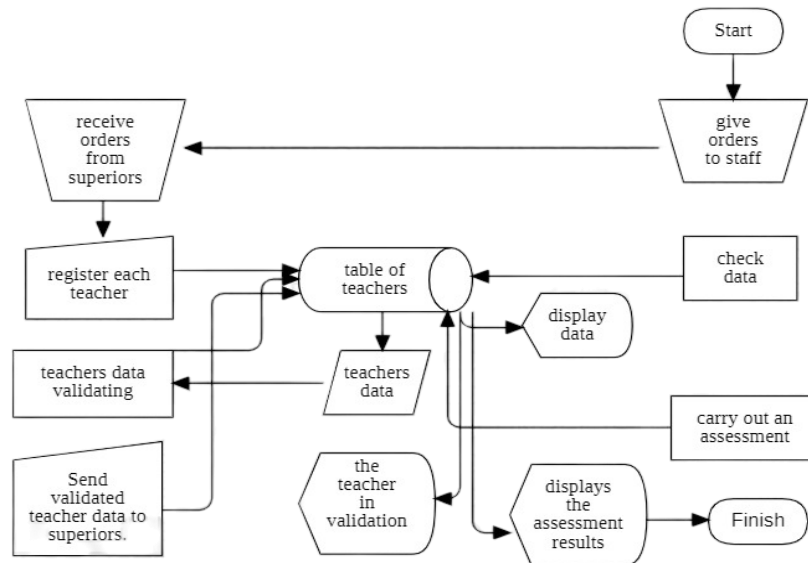 Start
receive
orders
from
superiors
give
orders
to staff
register each
teacher
table of
teachers
check
data
display
data
teachers data
validating
teachers
data
carry out an
assessment
Send
validated
teacher data to
superiors.
the
teacher
in
validation
displays
the
assessment
results
Finish